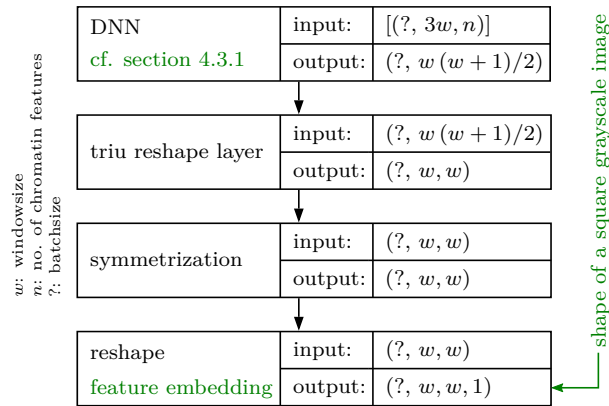 DNN
cf. section 4.3.1
input:
[(?, 3w, n)]
output:
(?, w (w + 1)/2)
triu reshape layer
input:
(?, w (w + 1)/2)
output:
(?, w, w)
symmetrization
input:
(?, w, w)
output:
(?, w, w)
reshape
feature embedding
input:
(?, w, w)
output:
(?, w, w, 1)
w: windowsize
n: no. of chromatin features
?: batchsize
shape of a square grayscale image